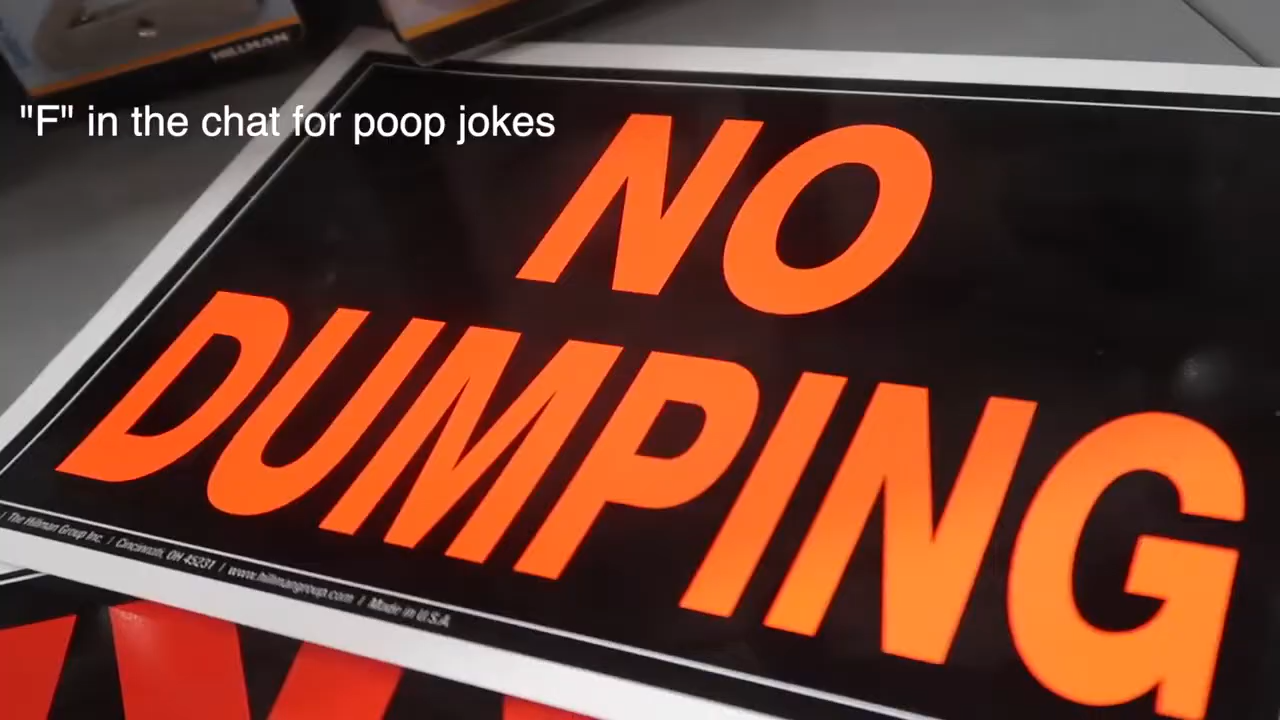 HILLMAN
"F" in the chat for poop jokes
NO
DUMPING
The Hillman Group Inc. / Cincinnati, OH 45231 / www.hillmangroup.com / Made in U.S.A